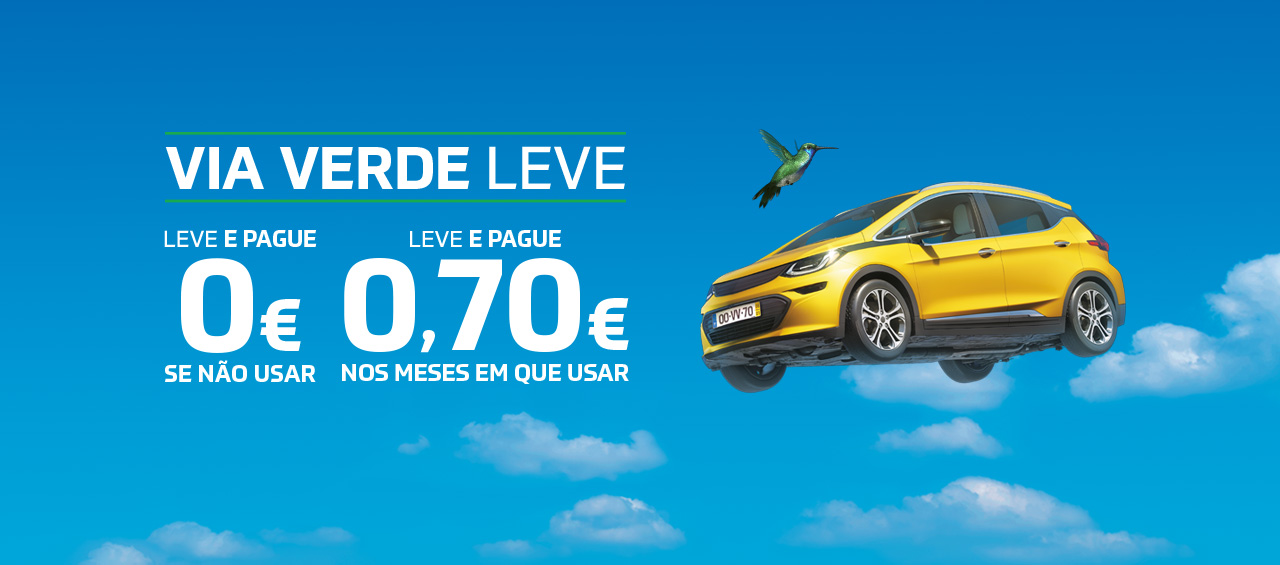 VIA VERDE LEVE
LEVE E PAGUE
0€
SE NÃO USAR
LEVE E PAGUE
0,70€
NOS MESES EM QUE USAR
00-VV-70